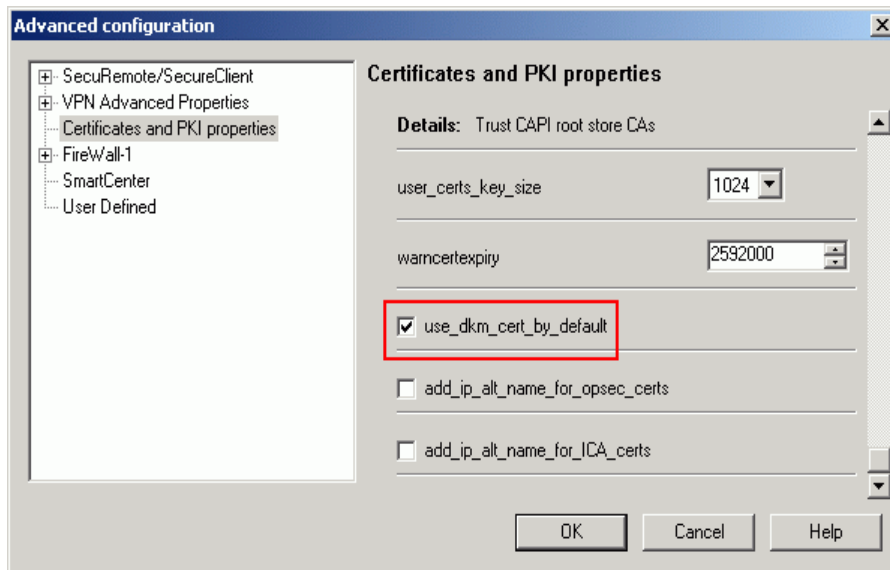 Advanced configuration
SecuRemote/SecureClient
VPN Advanced Properties
Certificates and PKI properties
FireWall-1
SmartCenter
User Defined
Certificates and PKI properties
Details: Trust CAPI root store CAs
user_certs_key_size 1024
warncertexpiry 2592000
use_dkm_cert_by_default
add_ip_alt_name_for_opsec_certs
add_ip_alt_name_for_ICA_certs
OK Cancel Help